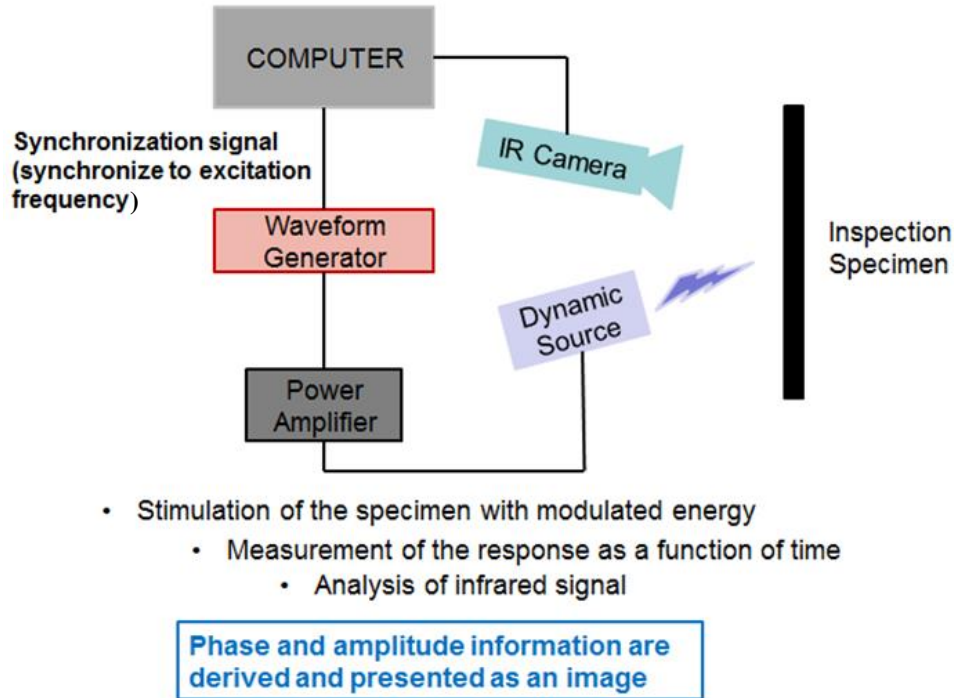 COMPUTER
Synchronization signal
(synchronize to excitation
frequency)
IR Camera
Waveform
Generator
Inspection
Specimen
Dynamic
Source
Power
Amplifier
• Stimulation of the specimen with modulated energy
• Measurement of the response as a function of time
• Analysis of infrared signal
Phase and amplitude information are
derived and presented as an image